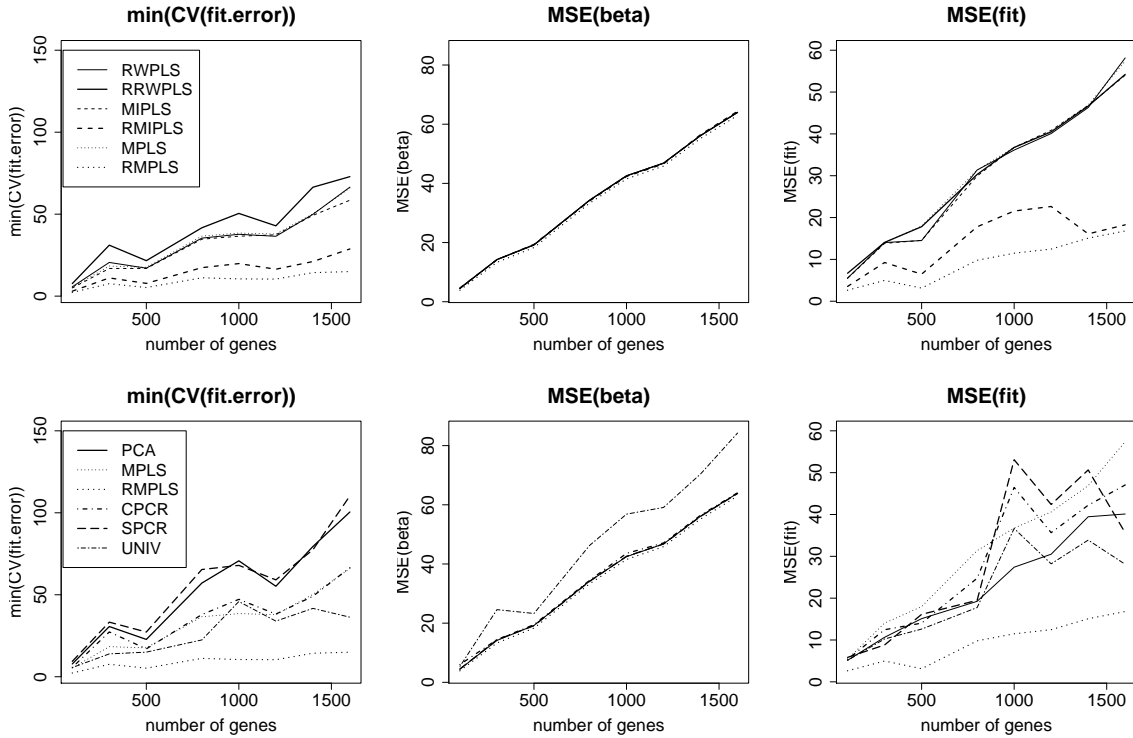 min(CV(fit.error))
min(CV(fit.error))
0 50 100 150
RWPLS
RRWPLS
MIPLS
RMIPLS
MPLS
RMPLS
500 1000 1500
number of genes
MSE(beta)
MSE(beta)
0 20 40 60 80
500 1000 1500
number of genes
MSE(fit)
MSE(fit)
0 10 20 30 40 50 60
500 1000 1500
number of genes
min(CV(fit.error))
min(CV(fit.error))
0 50 100 150
PCA
MPLS
RMPLS
CPCR
SPCR
UNIV
500 1000 1500
number of genes
MSE(beta)
MSE(beta)
0 20 40 60 80
500 1000 1500
number of genes
MSE(fit)
MSE(fit)
0 10 20 30 40 50 60
500 1000 1500
number of genes